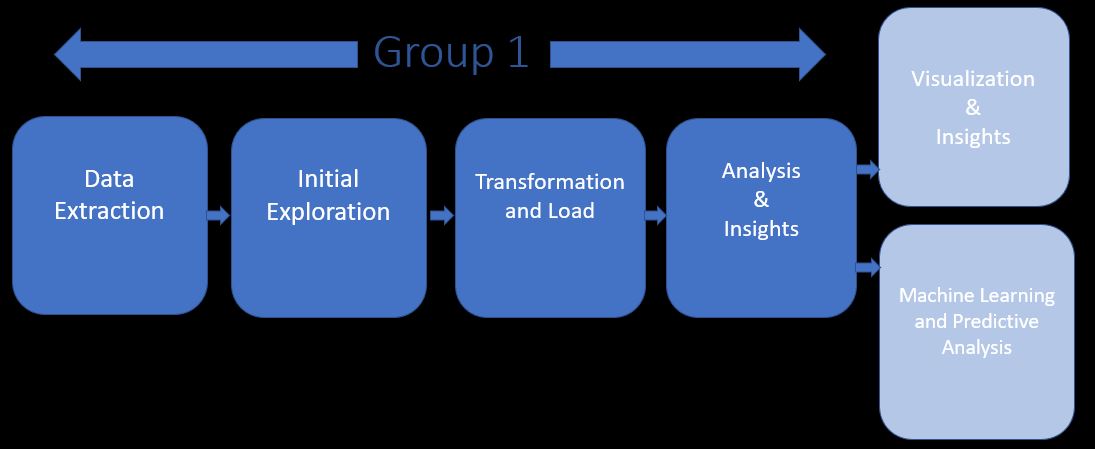 Group 1
Data
Extraction
Initial
Exploration
Transformation
and Load
Analysis
&
Insights
Visualization
&
Insights
Machine Learning
and Predictive
Analysis